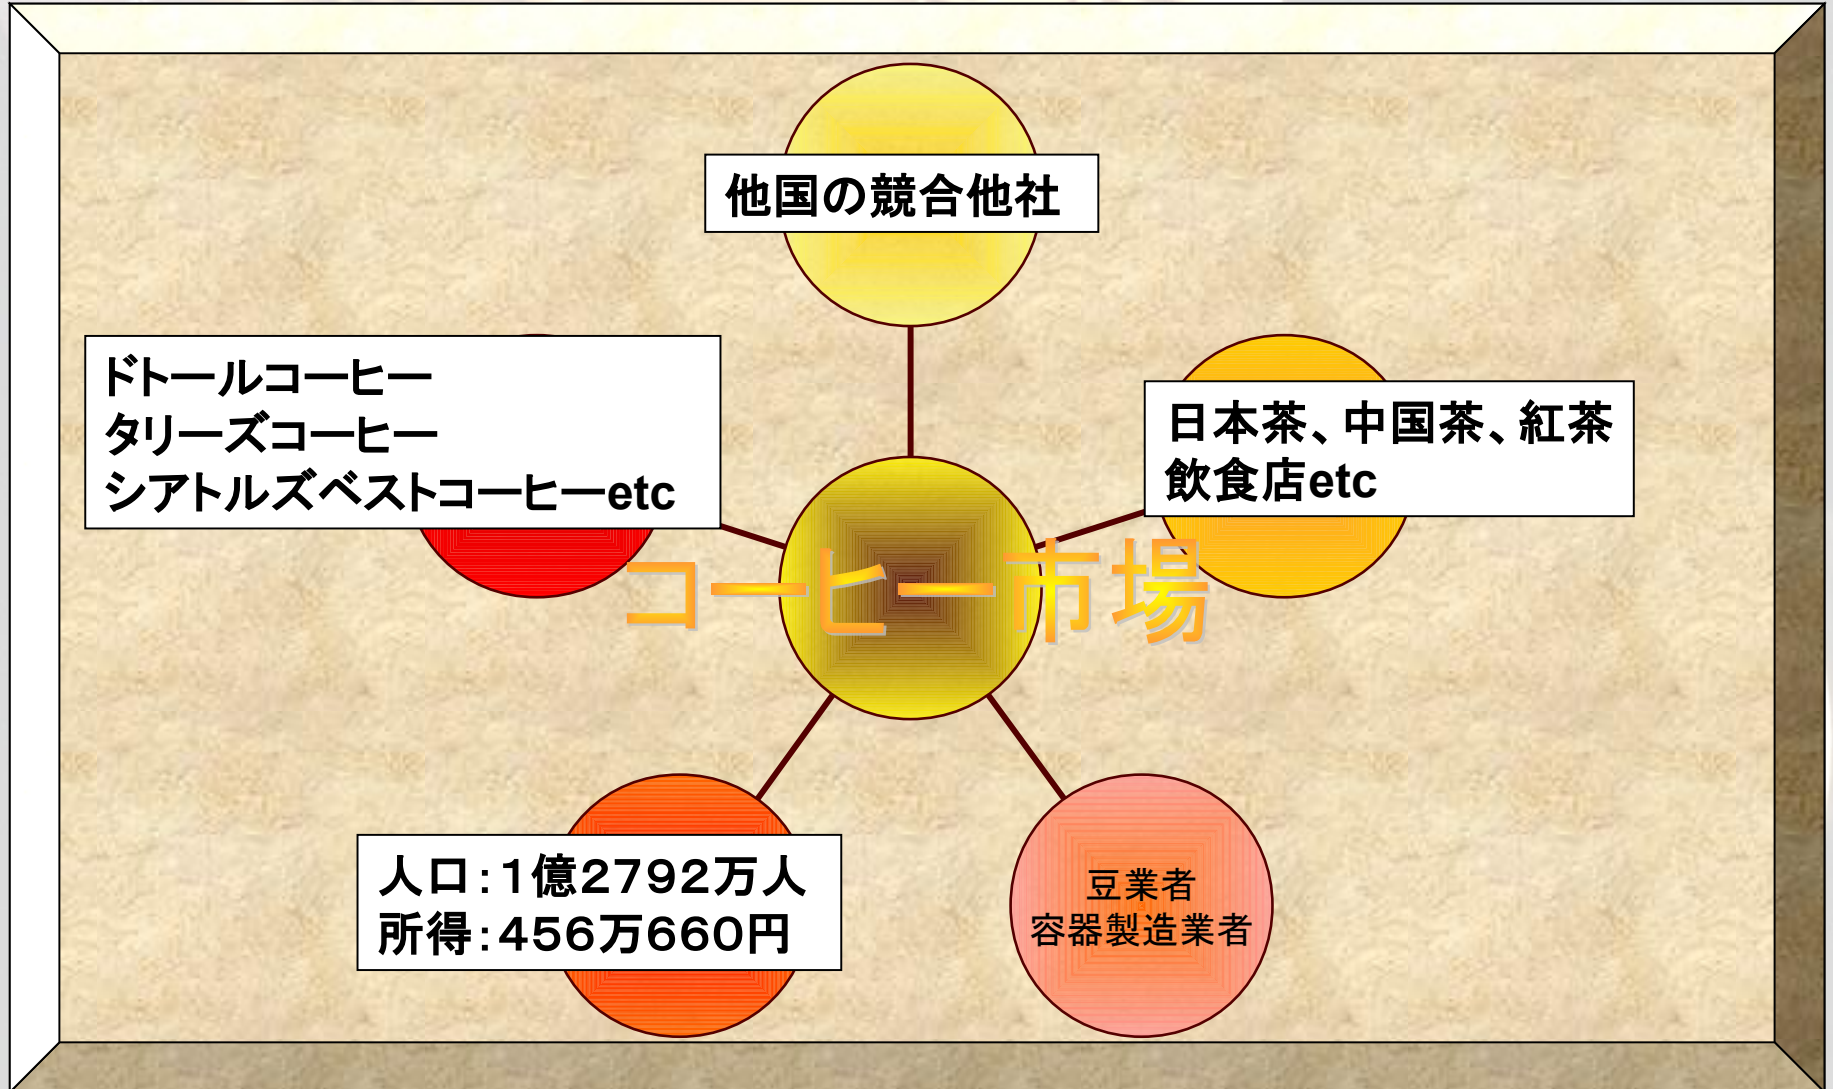 他国の競合他社
ドトールコーヒー
タリーズコーヒー
シアトルズベストコーヒーetc
日本茶、中国茶、紅茶
飲食店etc
コーヒー市場
人口：１億２７９２万人
所得：４５６万６６０円
豆業者
容器製造業者